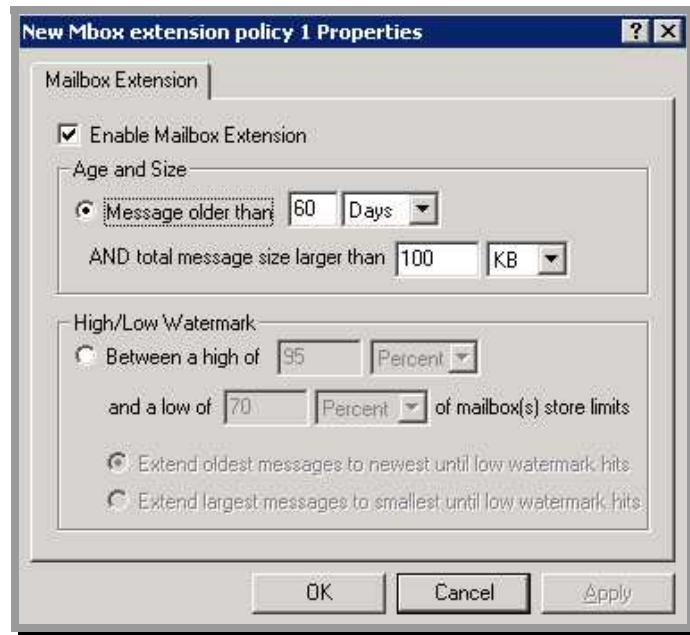 New Mbox extension policy 1 Properties ? X
Mailbox Extension
Enable Mailbox Extension
Age and Size
Message older than 60 Days
AND total message size larger than 100 KB
High/Low Watermark
Between a high of 95 Percent
and a low of 70 Percent of mailbox(s) store limits
Extend oldest messages to newest until low watermark hits
Extend largest messages to smallest until low watermark hits
OK Cancel Apply